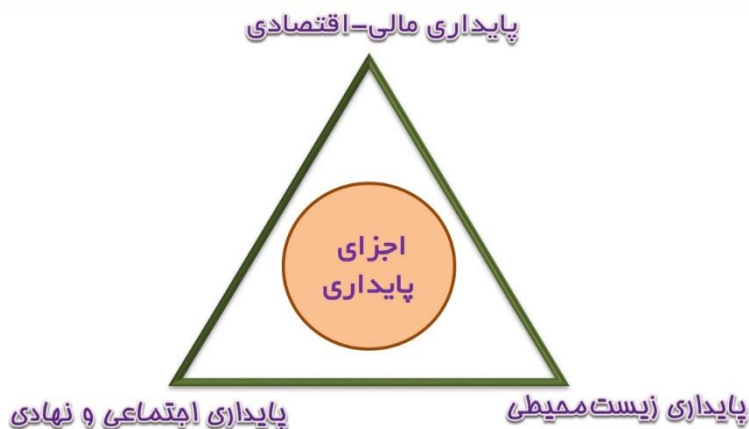 پایداری مالی-اقتصادی
اجزای
پایداری
پایداری زیست‌محیطی
پایداری اجتماعی و نهادی